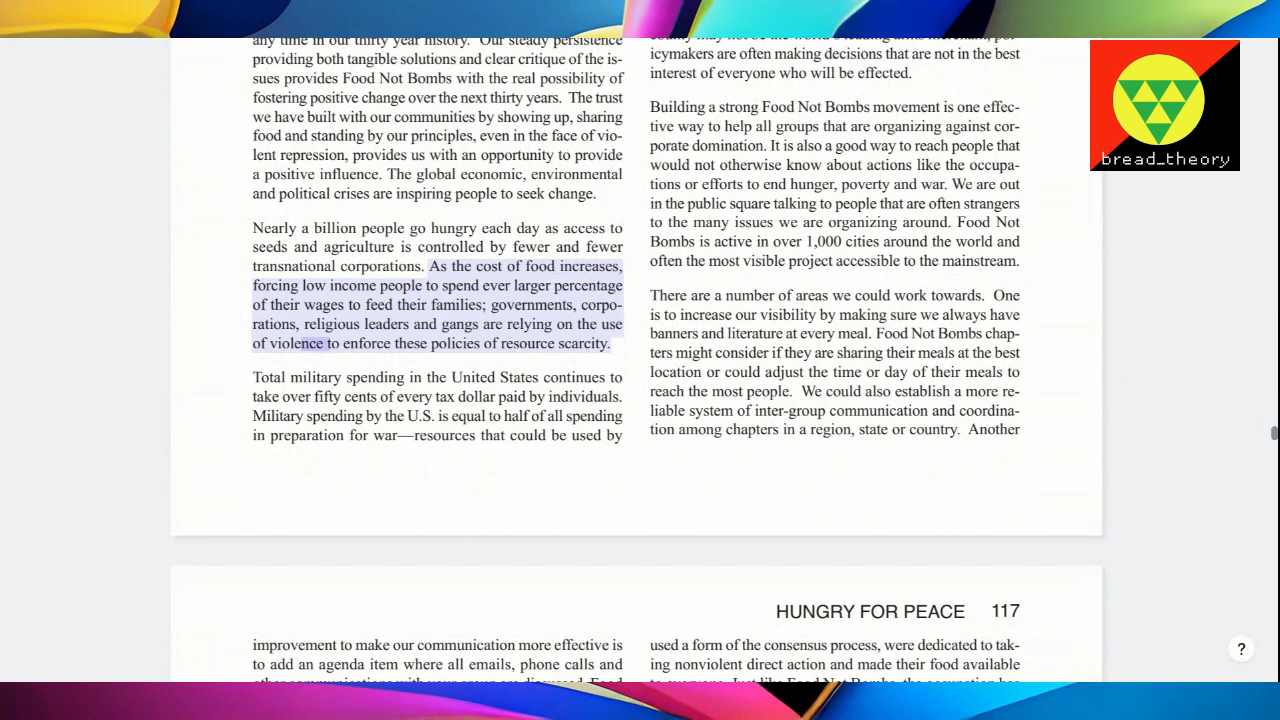 any time in our thirty year history.  Our steady persistence
providing both tangible solutions and clear critique of the is-
sues provides Food Not Bombs with the real possibility of
fostering positive change over the next thirty years.  The trust
we have built with our communities by showing up, sharing
food and standing by our principles, even in the face of vio-
lent repression, provides us with an opportunity to provide
a positive influence. The global economic, environmental
and political crises are inspiring people to seek change.
Nearly a billion people go hungry each day as access to
seeds and agriculture is controlled by fewer and fewer
transnational corporations. As the cost of food increases,
forcing low income people to spend ever larger percentage
of their wages to feed their families; governments, corpo-
rations, religious leaders and gangs are relying on the use
of violence to enforce these policies of resource scarcity.
Total military spending in the United States continues to
take over fifty cents of every tax dollar paid by individuals.
Military spending by the U.S. is equal to half of all spending
in preparation for war—resources that could be used by
icymakers are often making decisions that are not in the best
interest of everyone who will be effected.
Building a strong Food Not Bombs movement is one effec-
tive way to help all groups that are organizing against cor-
porate domination. It is also a good way to reach people that
would not otherwise know about actions like the occupa-
tions or efforts to end hunger, poverty and war. We are out
in the public square talking to people that are often strangers
to the many issues we are organizing around. Food Not
Bombs is active in over 1,000 cities around the world and
often the most visible project accessible to the mainstream.
There are a number of areas we could work towards.  One
is to increase our visibility by making sure we always have
banners and literature at every meal. Food Not Bombs chap-
ters might consider if they are sharing their meals at the best
location or could adjust the time or day of their meals to
reach the most people.  We could also establish a more re-
liable system of inter-group communication and coordina-
tion among chapters in a region, state or country.  Another
bread_theory
HUNGRY FOR PEACE 117
improvement to make our communication more effective is
to add an agenda item where all emails, phone calls and
used a form of the consensus process, were dedicated to tak-
ing nonviolent direct action and made their food available
?